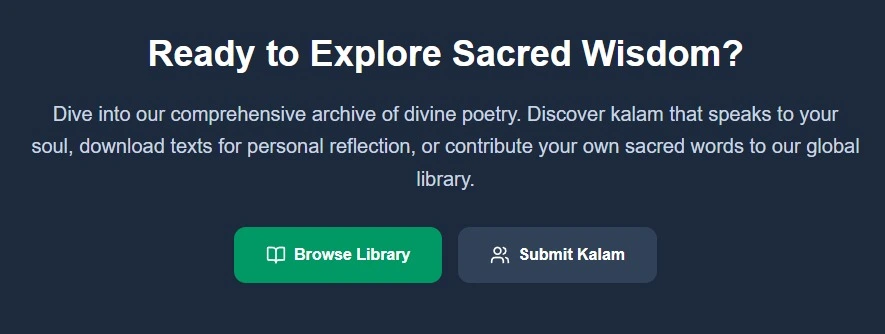 Ready to Explore Sacred Wisdom?
Dive into our comprehensive archive of divine poetry. Discover kalam that speaks to your
soul, download texts for personal reflection, or contribute your own sacred words to our global
library.
Browse Library
Submit Kalam